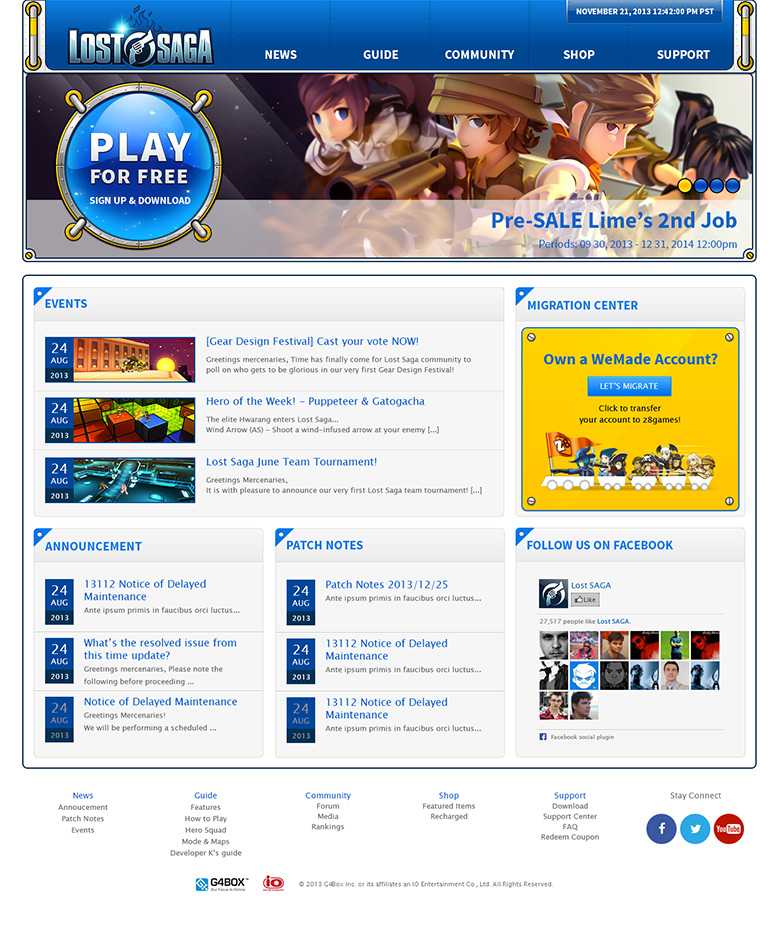 NOVEMBER 21, 2013 12:42:00 PM PST
LOST SAGA
NEWS
GUIDE
COMMUNITY
SHOP
SUPPORT
PLAY
FOR FREE
SIGN UP & DOWNLOAD
Pre-SALE Lime's 2nd Job
Periods: 09 30, 2013 - 12 31, 2014 12:00pm
EVENTS
24
AUG
2013
[Gear Design Festival] Cast your vote NOW!
Greetings mercenaries, Time has finally come for Lost Saga community to
poll on who gets to be glorious in our very first Gear Design Festival!
24
AUG
2013
Hero of the Week! - Puppeteer & Gatogacha
The elite Hwarang enters Lost Saga...
Wind Arrow (AS) - Shoot a wind-infused arrow at your enemy [...]
24
AUG
2013
Lost Saga June Team Tournament!
Greetings Mercenaries,
It is with pleasure to announce our very first Lost Saga team tournament! [...]
MIGRATION CENTER
Own a WeMade Account?
LET'S MIGRATE
Click to transfer
your account to z8games!
Z8
ANNOUNCEMENT
24
AUG
2013
13112 Notice of Delayed
Maintenance
Ante ipsum primis in faucibus orci luctus...
24
AUG
2013
What's the resolved issue from
this time update?
Greetings mercenaries, Please note the
following before proceeding ...
24
AUG
2013
Notice of Delayed Maintenance
Greetings Mercenaries!
We will be performing a scheduled ...
PATCH NOTES
24
AUG
2013
Patch Notes 2013/12/25
Ante ipsum primis in faucibus orci luctus...
24
AUG
2013
13112 Notice of Delayed
Maintenance
Ante ipsum primis in faucibus orci luctus...
24
AUG
2013
13112 Notice of Delayed
Maintenance
Ante ipsum primis in faucibus orci luctus...
FOLLOW US ON FACEBOOK
Lost SAGA
Like
27,517 people like Lost SAGA.
Facebook social plugin
News
Annoucement
Patch Notes
Events
Guide
Features
How to Play
Hero Squad
Mode & Maps
Developer K's guide
Community
Forum
Media
Rankings
Shop
Featured Items
Recharged
Support
Download
Support Center
FAQ
Redeem Coupon
Stay Connect
YouTube
G4BOX™
Our Focus Is Online
io
© 2013 G4Box Inc. or its affiliates an IO Entertainment Co., Ltd. All Rights Reserved.